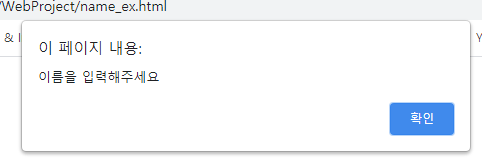 /WebProject/name_ex.html
& I
Y
이 페이지 내용:
이름을 입력해주세요
확인